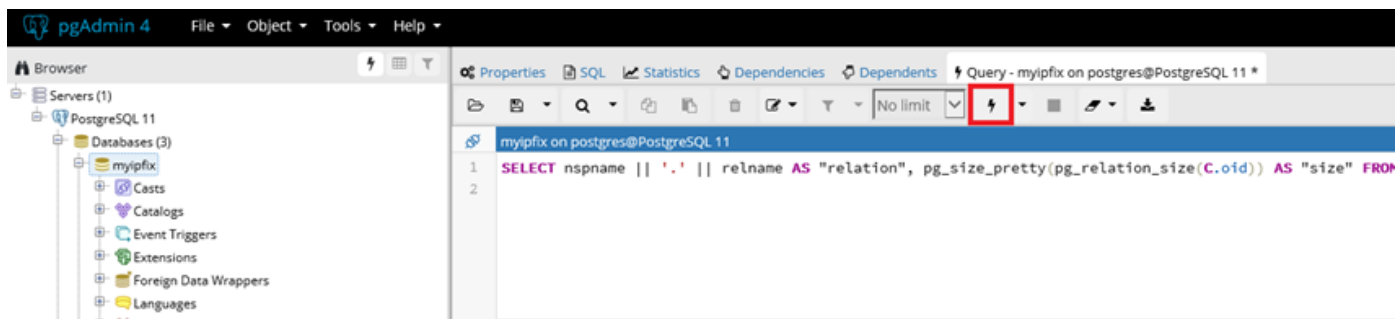 pgAdmin 4 File Object Tools Help
Browser
Properties SQL Statistics Dependencies Dependents Query - myipfix on postgres@PostgreSQL 11 *
Servers (1)
No limit
PostgreSQL 11
Databases (3)
myipfix on postgres@PostgreSQL 11
myipfix
1 SELECT nspname || '.' || relname AS "relation", pg_size_pretty(pg_relation_size(C.oid)) AS "size" FROM
2
Casts
Catalogs
Event Triggers
Extensions
Foreign Data Wrappers
Languages